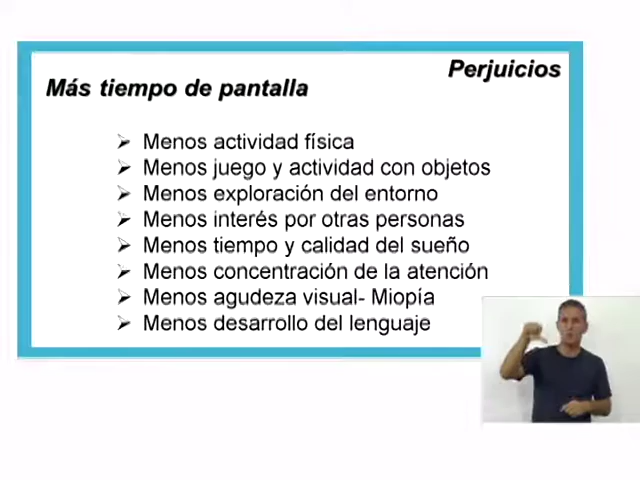 Perjuicios
Más tiempo de pantalla
Menos actividad física
Menos juego y actividad con objetos
Menos exploración del entorno
Menos interés por otras personas
Menos tiempo y calidad del sueño
Menos concentración de la atención
Menos agudeza visual- Miopía
Menos desarrollo del lenguaje